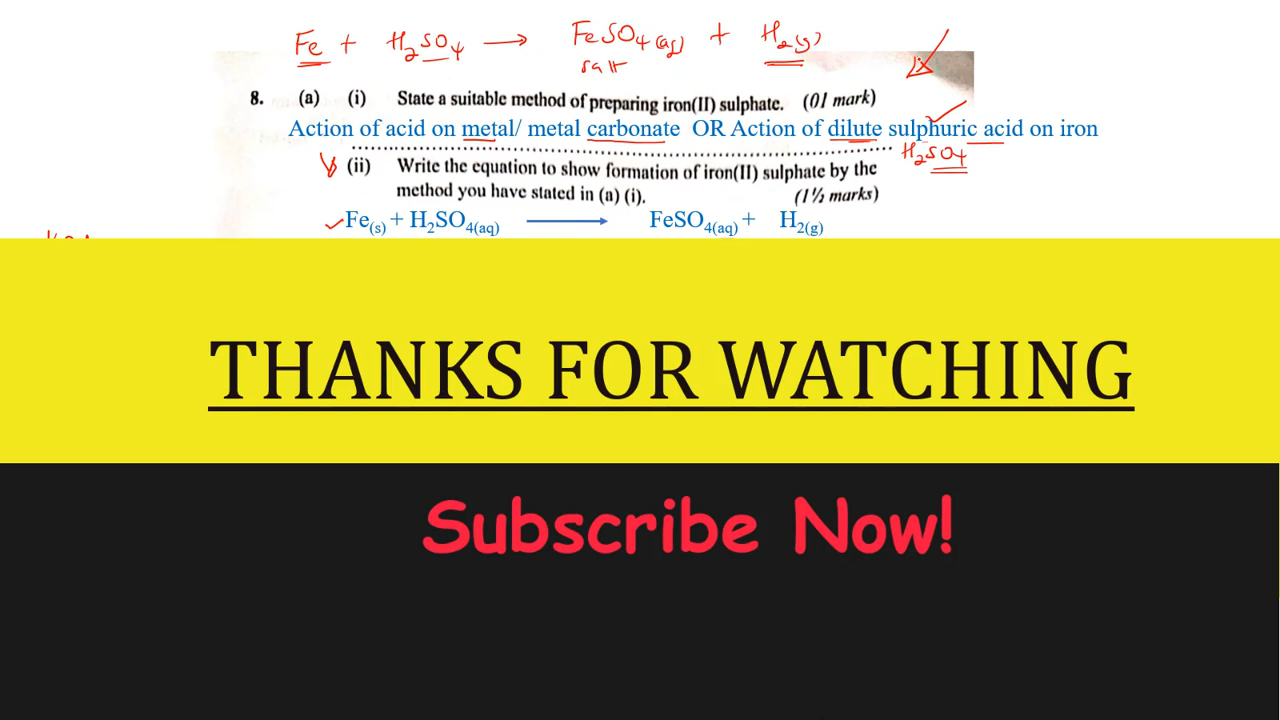 Fe + H₂SO₄ → FeSO₄(aq) + H₂(g)
salt
8. (a) (i) State a suitable method of preparing iron(II) sulphate. (01 mark)
Action of acid on metal/ metal carbonate OR Action of dilute sulphuric acid on iron
H₂SO₄
(ii) Write the equation to show formation of iron(II) sulphate by the
method you have stated in (a) (i). (1½ marks)
Fe(s) + H₂SO₄(aq) → FeSO₄(aq) + H₂(g)
THANKS FOR WATCHING
Subscribe Now!